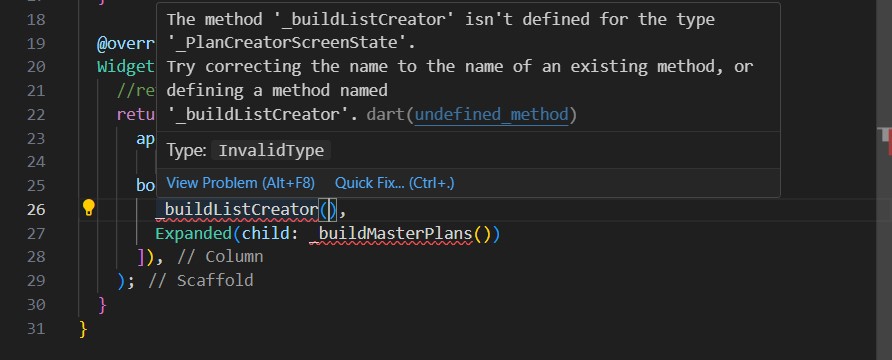 18
The method '_buildListCreator' isn't defined for the type
'_PlanCreatorScreenState'.
Try correcting the name to the name of an existing method, or
defining a method named
'_buildListCreator'. dart(undefined_method)
Type: InvalidType
View Problem (Alt+F8) Quick Fix... (Ctrl+.)
19 @overr
20 Widget
21 //re
22 retu
23 ap
24
25 bo
26 _buildListCreator(),
27 Expanded(child: _buildMasterPlans())
28 ]), // Column
29 ); // Scaffold
30 }
31 }